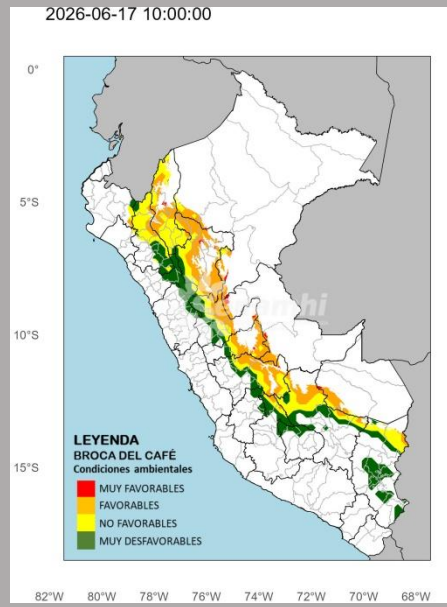 2026-06-17 10:00:00
0°
5°S
10°S
15°S
senamhi
LEYENDA
BROCA DEL CAFÉ
Condiciones ambientales
MUY FAVORABLES
FAVORABLES
NO FAVORABLES
MUY DESFAVORABLES
82°W 80°W 78°W 76°W 74°W 72°W 70°W 68°W